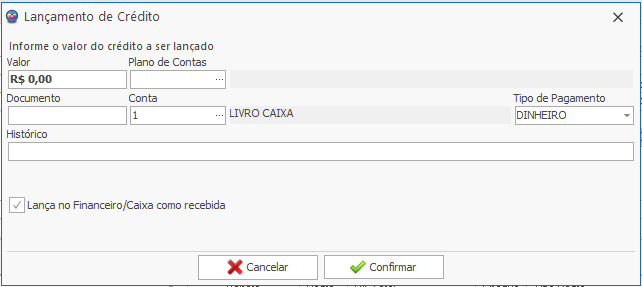 Lançamento de Crédito
Informe o valor do crédito a ser lançado
Valor Plano de Contas
R$ 0,00 ...
Documento Conta Tipo de Pagamento
1 ... LIVRO CAIXA DINHEIRO
Histórico
Lança no Financeiro/Caixa como recebida
Cancelar Confirmar